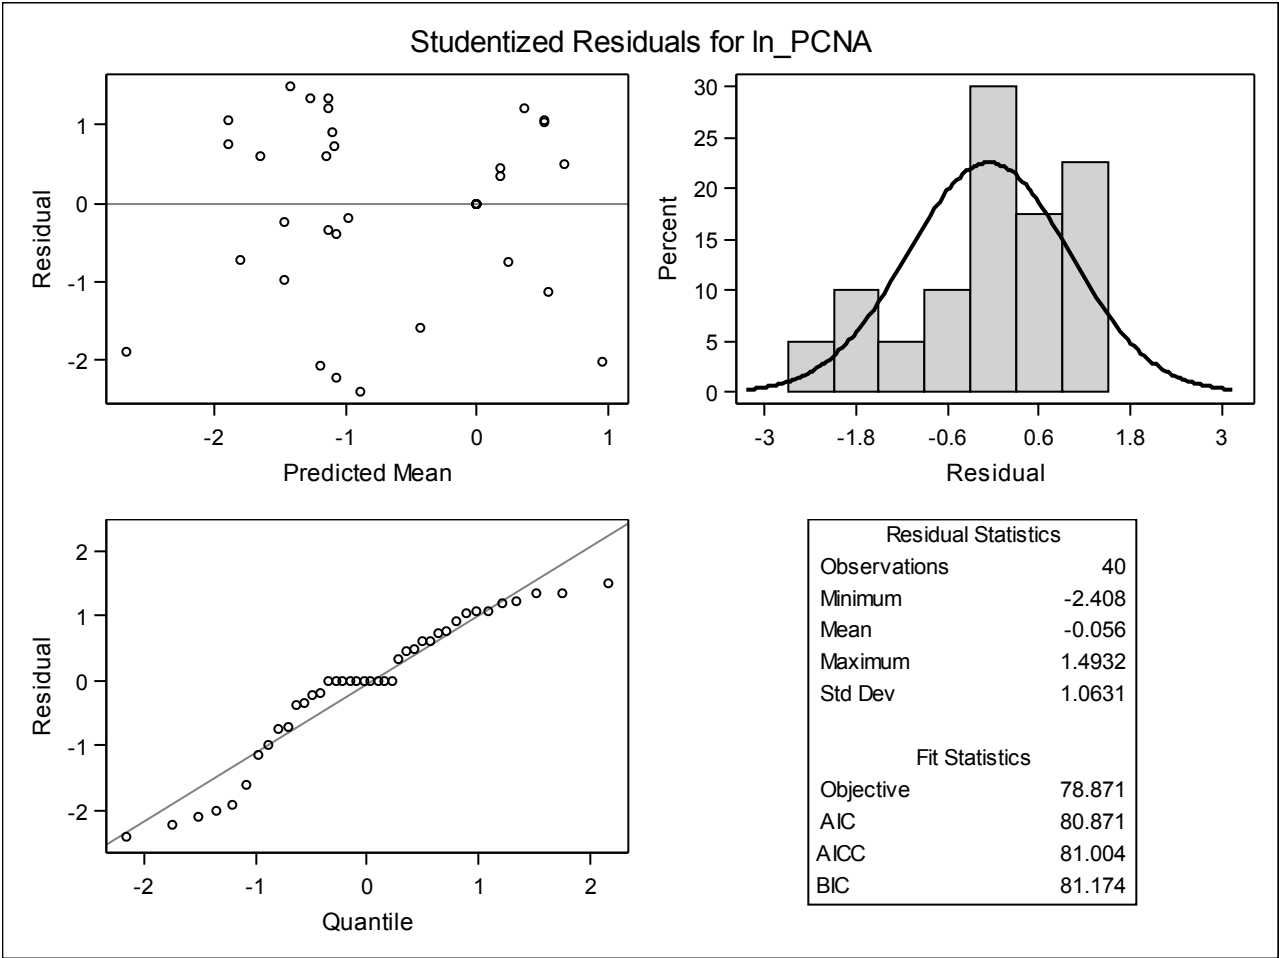 Studentized Residuals for ln_PCNA
1
0
-1
-2
Residual
-2 -1 0 1
Predicted Mean
30
25
20
15
10
5
0
Percent
-3 -1.8 -0.6 0.6 1.8 3
Residual
2
1
0
-1
-2
Residual
-2 -1 0 1 2
Quantile
Residual Statistics
Observations 40
Minimum -2.408
Mean -0.056
Maximum 1.4932
Std Dev 1.0631
Fit Statistics
Objective 78.871
AIC 80.871
AICC 81.004
BIC 81.174